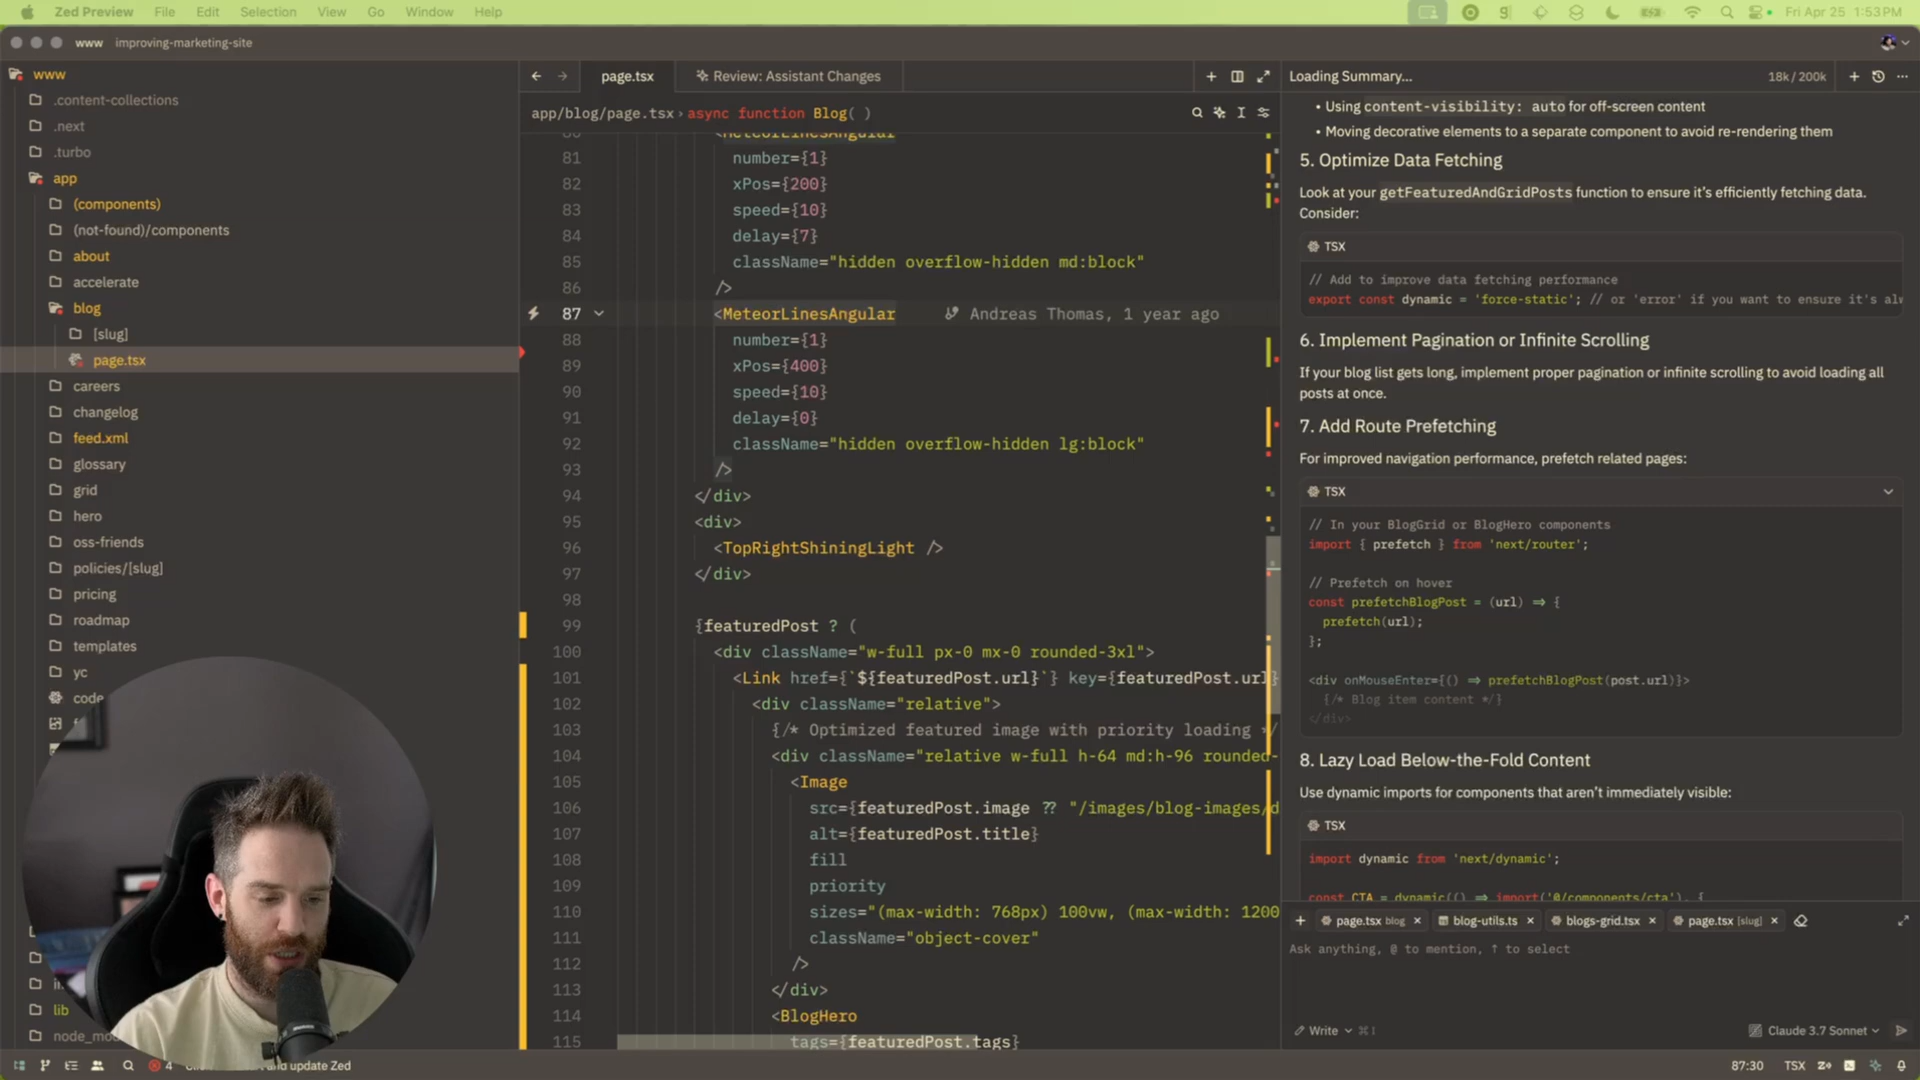 Zed Preview File Edit Selection View Go Window Help
Fri Apr 25 1:53 PM
www improving-marketing-site
www
.content-collections
.next
.turbo
app
(components)
(not-found)/components
about
accelerate
blog
[slug]
page.tsx
careers
changelog
feed.xml
glossary
grid
hero
oss-friends
policies/[slug]
pricing
roadmap
templates
yc
code
lib
4
and update Zed
page.tsx
Review: Assistant Changes
app/blog/page.tsx › async function Blog( )
<MeteorLinesAngular
81 number={1}
82 xPos={200}
83 speed={10}
84 delay={7}
85 className="hidden overflow-hidden md:block"
86 />
87 <MeteorLinesAngular Andreas Thomas, 1 year ago
88 number={1}
89 xPos={400}
90 speed={10}
91 delay={0}
92 className="hidden overflow-hidden lg:block"
93 />
94 </div>
95 <div>
96 <TopRightShiningLight />
97 </div>
98
99 {featuredPost ? (
100 <div className="w-full px-0 mx-0 rounded-3xl">
101 <Link href={`${featuredPost.url}`} key={featuredPost.url}
102 <div className="relative">
103 {/* Optimized featured image with priority loading */
104 <div className="relative w-full h-64 md:h-96 rounded-
105 <Image
106 src={featuredPost.image ?? "/images/blog-images/d
107 alt={featuredPost.title}
108 fill
109 priority
110 sizes="(max-width: 768px) 100vw, (max-width: 1200
111 className="object-cover"
112 />
113 </div>
114 <BlogHero
115 tags={featuredPost.tags}
Loading Summary... 18k / 200k
• Using content-visibility: auto for off-screen content
• Moving decorative elements to a separate component to avoid re-rendering them
5. Optimize Data Fetching
Look at your getFeaturedAndGridPosts function to ensure it's efficiently fetching data.
Consider:
TSX
// Add to improve data fetching performance
export const dynamic = 'force-static'; // or 'error' if you want to ensure it's
6. Implement Pagination or Infinite Scrolling
If your blog list gets long, implement proper pagination or infinite scrolling to avoid loading all
posts at once.
7. Add Route Prefetching
For improved navigation performance, prefetch related pages:
TSX
// In your BlogGrid or BlogHero components
import { prefetch } from 'next/router';
// Prefetch on hover
const prefetchBlogPost = (url) => {
prefetch(url);
};
<div onMouseEnter={() => prefetchBlogPost(post.url)}>
{/* Blog item content */}
</div>
8. Lazy Load Below-the-Fold Content
Use dynamic imports for components that aren't immediately visible:
TSX
import dynamic from 'next/dynamic';
const CTA = dynamic(() => import('@/components/cta'), {
page.tsx blog × blog-utils.ts × blogs-grid.tsx × page.tsx [slug] ×
Ask anything, @ to mention, ↑ to select
Write ⌘I
Claude 3.7 Sonnet
87:30 TSX